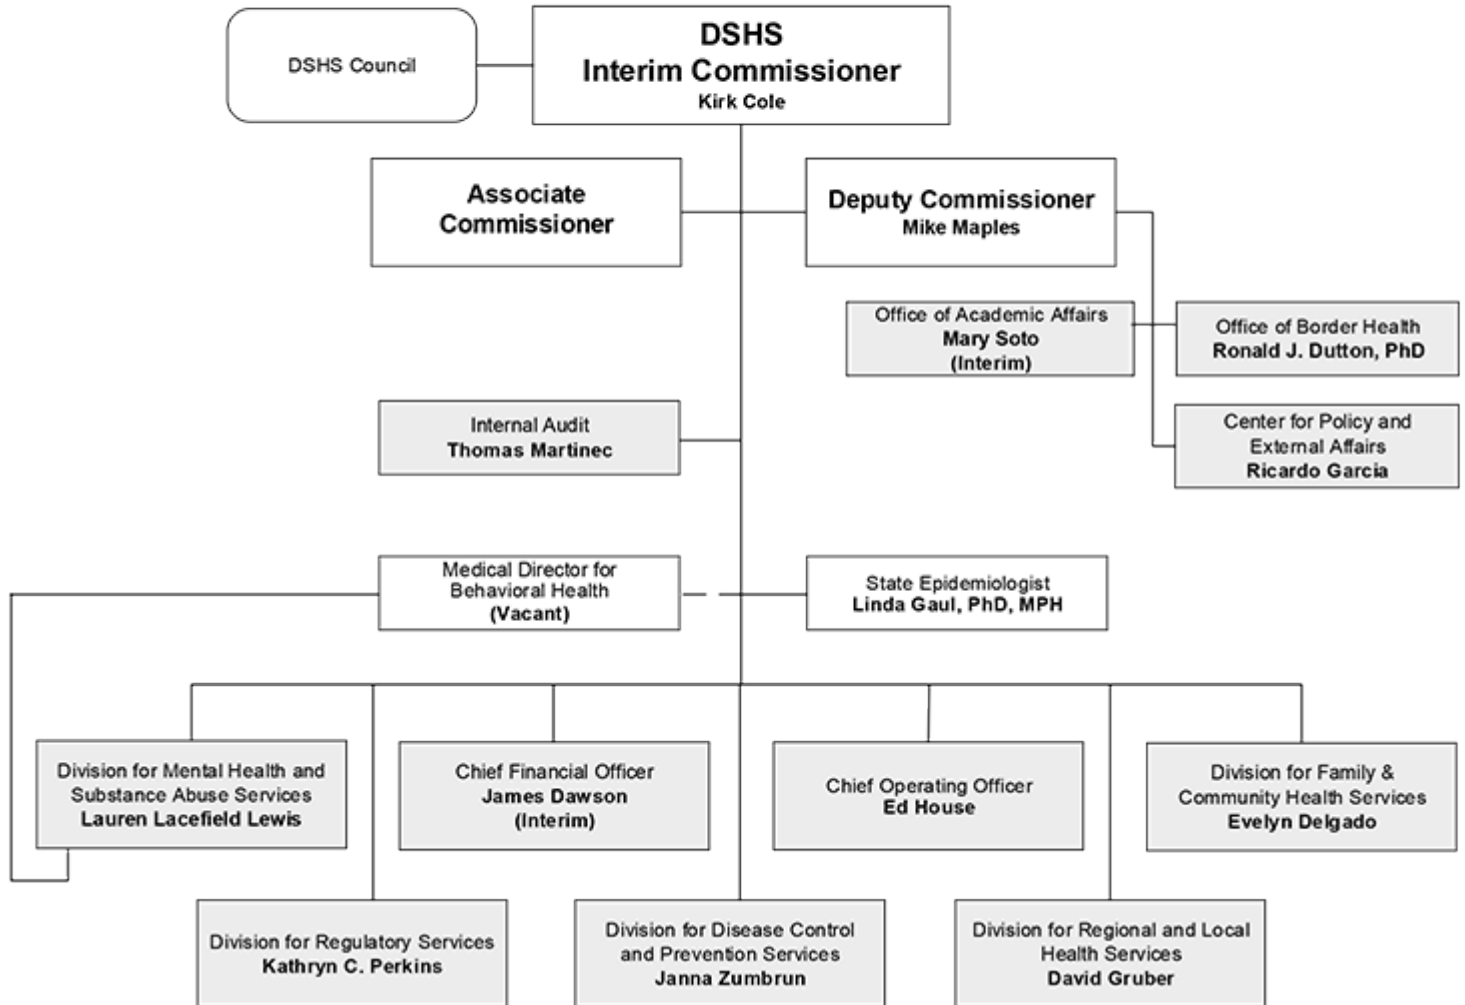 DSHS Council
DSHS
Interim Commissioner
Kirk Cole
Associate
Commissioner
Deputy Commissioner
Mike Maples
Office of Academic Affairs
Mary Soto
(Interim)
Office of Border Health
Ronald J. Dutton, PhD
Internal Audit
Thomas Martinec
Center for Policy and
External Affairs
Ricardo Garcia
Medical Director for
Behavioral Health
(Vacant)
State Epidemiologist
Linda Gaul, PhD, MPH
Division for Mental Health and
Substance Abuse Services
Lauren Lacefield Lewis
Chief Financial Officer
James Dawson
(Interim)
Chief Operating Officer
Ed House
Division for Family &
Community Health Services
Evelyn Delgado
Division for Regulatory Services
Kathryn C. Perkins
Division for Disease Control
and Prevention Services
Janna Zumbrun
Division for Regional and Local
Health Services
David Gruber